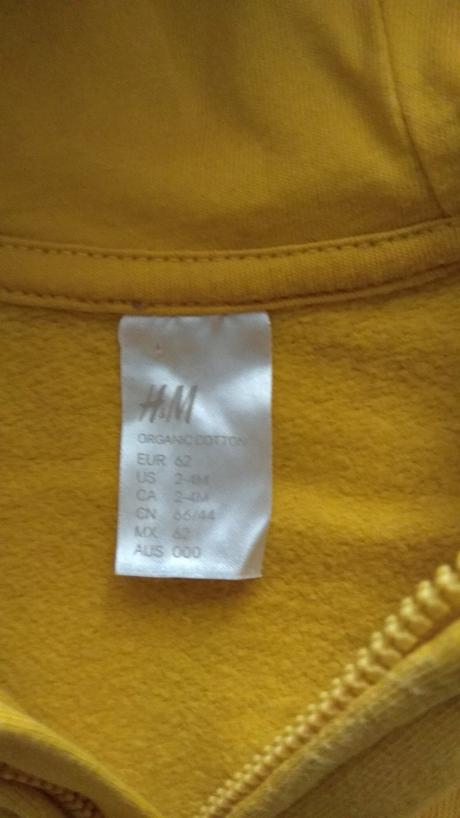 H&M
ORGANIC COTTON
EUR 62
US 2-4M
CA 2-4M
CN 66/44
MX 62
AUS 000